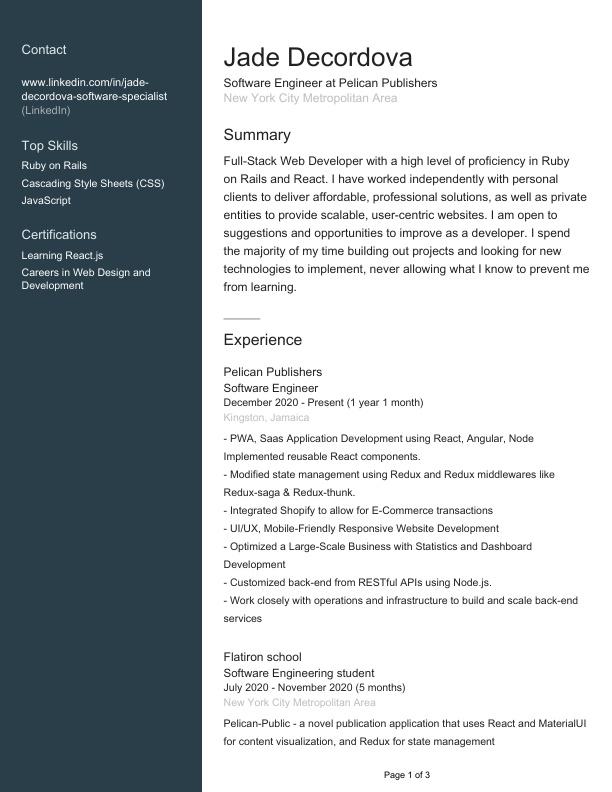 Contact
www.linkedin.com/in/jade-
decordova-software-specialist
(LinkedIn)
Top Skills
Ruby on Rails
Cascading Style Sheets (CSS)
JavaScript
Certifications
Learning React.js
Careers in Web Design and
Development
Jade Decordova
Software Engineer at Pelican Publishers
New York City Metropolitan Area
Summary
Full-Stack Web Developer with a high level of proficiency in Ruby
on Rails and React. I have worked independently with personal
clients to deliver affordable, professional solutions, as well as private
entities to provide scalable, user-centric websites. I am open to
suggestions and opportunities to improve as a developer. I spend
the majority of my time building out projects and looking for new
technologies to implement, never allowing what I know to prevent me
from learning.
Experience
Pelican Publishers
Software Engineer
December 2020 - Present (1 year 1 month)
Kingston, Jamaica
- PWA, Saas Application Development using React, Angular, Node
Implemented reusable React components.
- Modified state management using Redux and Redux middlewares like
Redux-saga & Redux-thunk.
- Integrated Shopify to allow for E-Commerce transactions
- UI/UX, Mobile-Friendly Responsive Website Development
- Optimized a Large-Scale Business with Statistics and Dashboard
Development
- Customized back-end from RESTful APIs using Node.js.
- Work closely with operations and infrastructure to build and scale back-end
services
Flatiron school
Software Engineering student
July 2020 - November 2020 (5 months)
New York City Metropolitan Area
Pelican-Public - a novel publication application that uses React and MaterialUI
for content visualization, and Redux for state management
Page 1 of 3